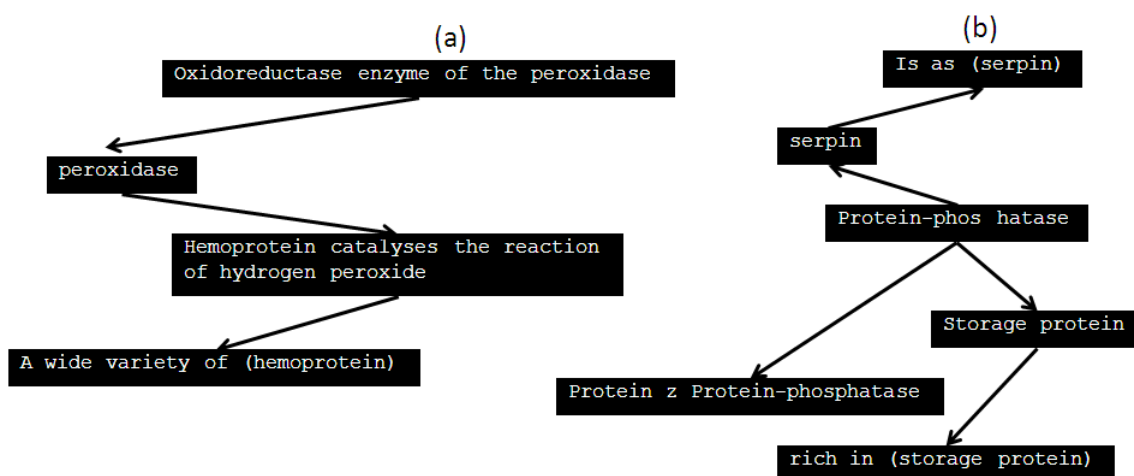 (a)
Oxidoreductase enzyme of the peroxidase
peroxidase
Hemoprotein catalyses the reaction
of hydrogen peroxide
A wide variety of (hemoprotein)
(b)
Is as (serpin)
serpin
Protein-phos hatase
Storage protein
Protein z Protein-phosphatase
rich in (storage protein)